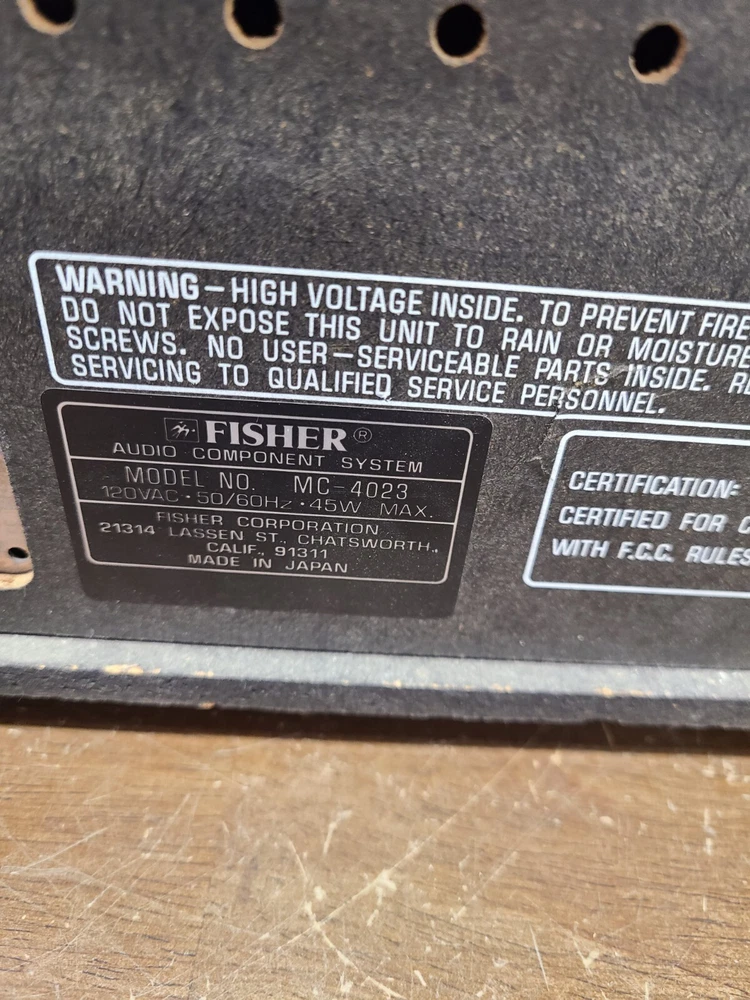 WARNING—HIGH VOLTAGE INSIDE. TO PREVENT FIRE
DO NOT EXPOSE THIS UNIT TO RAIN OR MOISTURE
SCREWS. NO USER—SERVICEABLE PARTS INSIDE.
SERVICING TO QUALIFIED SERVICE PERSONNEL.
FISHER®
AUDIO COMPONENT SYSTEM
MODEL NO. MC-4023
120VAC·50/60Hz·45W MAX.
FISHER CORPORATION
21314 LASSEN ST., CHATSWORTH.,
CALIF., 91311
MADE IN JAPAN
CERTIFICATION:
CERTIFIED FOR
WITH F.C.C. RULES